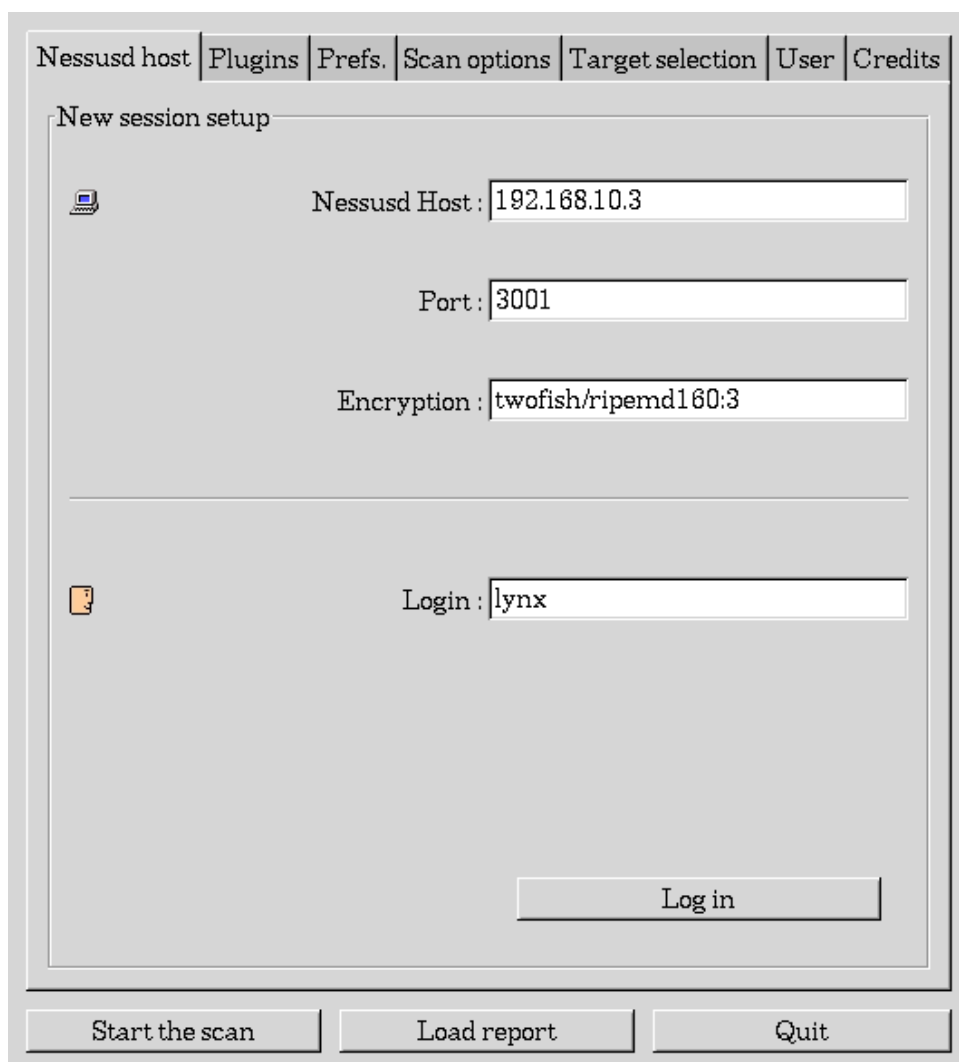 Nessusd host Plugins Prefs. Scan options Target selection User Credits
New session setup
Nessusd Host : 192.168.10.3
Port : 3001
Encryption : twofish/ripemd160:3
Login : lynx
Log in
Start the scan Load report Quit